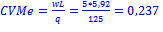 CVMe = wL/q = 5*5,92/125 = 0,237